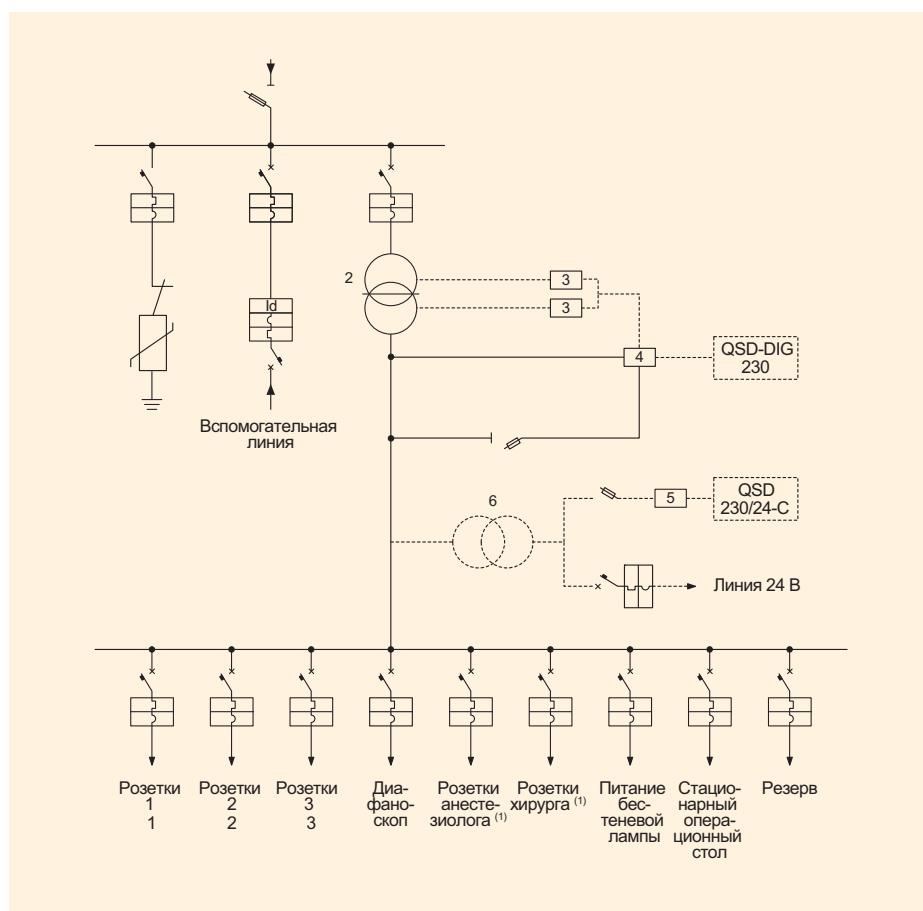 Id
2
3
3
4
QSD-DIG
230
Вспомогательная
линия
6
5
QSD
230/24-C
Линия 24 В
Розетки
1
1
Розетки
2
2
Розетки
3
3
Диа-
фано-
скоп
Розетки
анесте-
зиолога (1)
Розетки
хирурга (1)
Питание
бес-
теневой
лампы
Стацио-
нарный
опера-
ционный
стол
Резерв